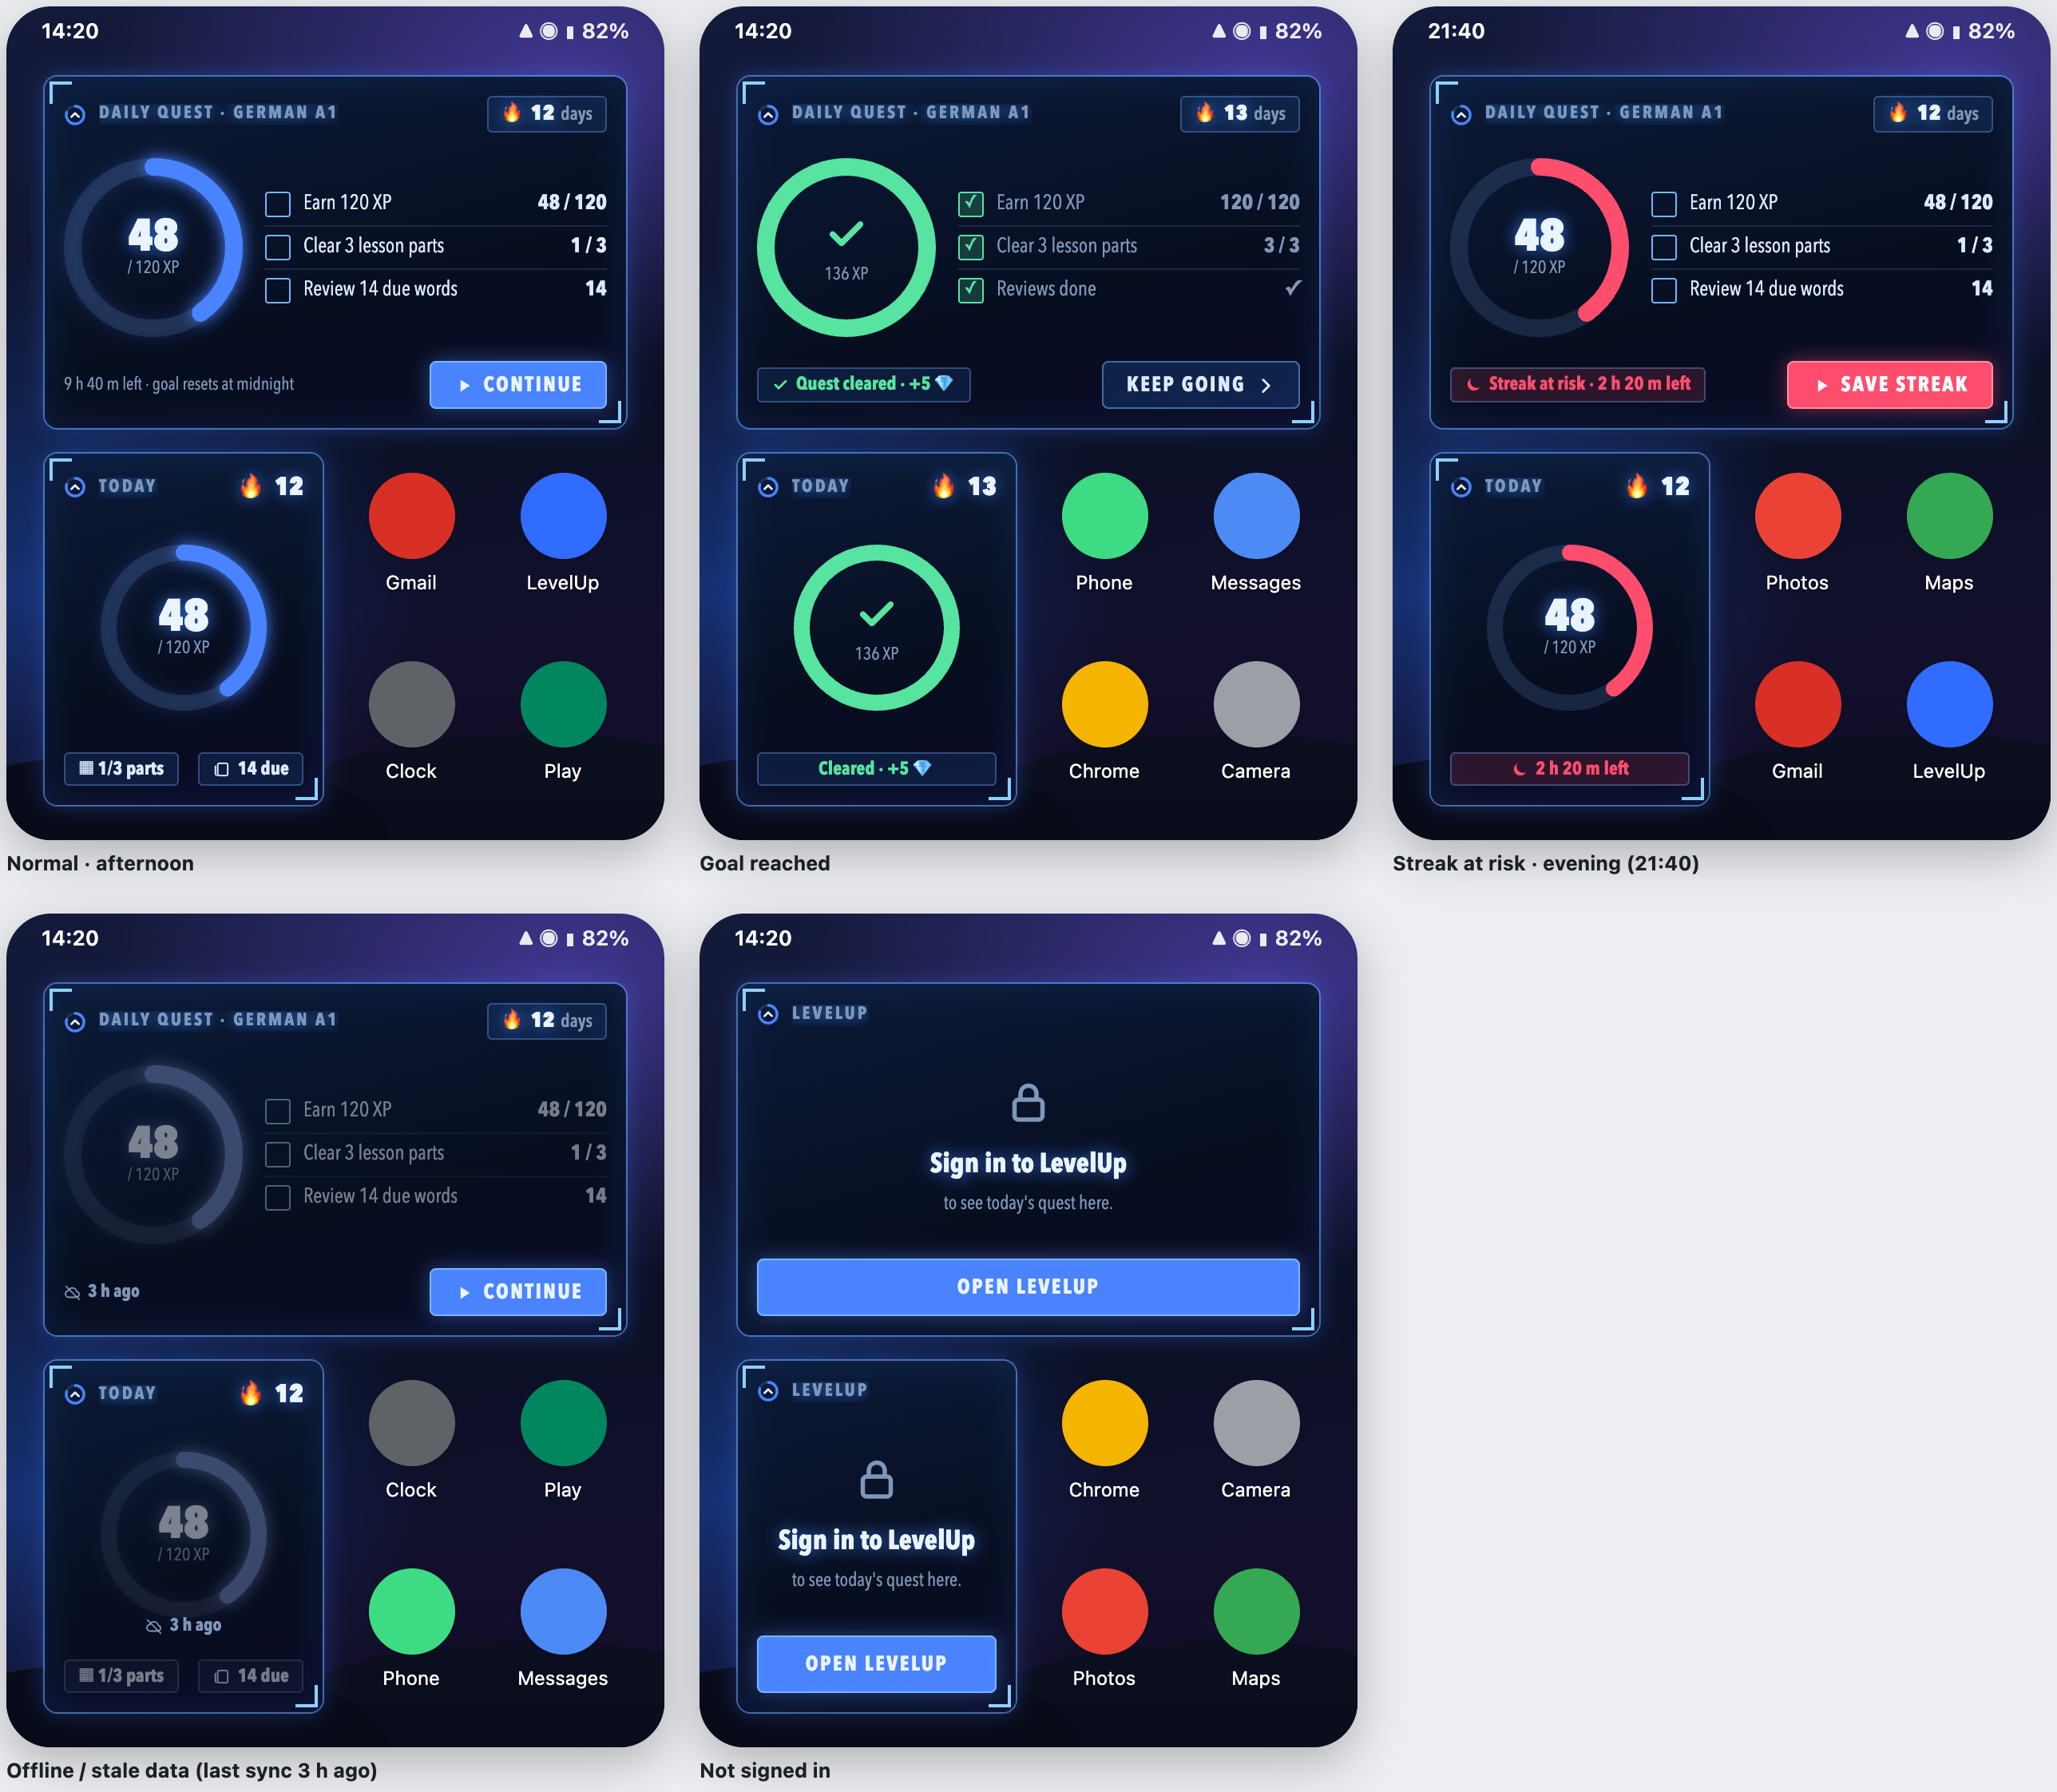 14:20 82%
DAILY QUEST · GERMAN A1 🔥 12 days
48
/ 120 XP
Earn 120 XP 48 / 120
Clear 3 lesson parts 1 / 3
Review 14 due words 14
9 h 40 m left · goal resets at midnight
CONTINUE
TODAY 🔥 12
48
/ 120 XP
1/3 parts
14 due
Gmail
LevelUp
Clock
Play
Normal · afternoon
14:20 82%
DAILY QUEST · GERMAN A1 🔥 13 days
136 XP
Earn 120 XP 120 / 120
Clear 3 lesson parts 3 / 3
Reviews done ✓
Quest cleared · +5 💎
KEEP GOING
TODAY 🔥 13
136 XP
Cleared · +5 💎
Phone
Messages
Chrome
Camera
Goal reached
21:40 82%
DAILY QUEST · GERMAN A1 🔥 12 days
48
/ 120 XP
Earn 120 XP 48 / 120
Clear 3 lesson parts 1 / 3
Review 14 due words 14
Streak at risk · 2 h 20 m left
SAVE STREAK
TODAY 🔥 12
48
/ 120 XP
2 h 20 m left
Photos
Maps
Gmail
LevelUp
Streak at risk · evening (21:40)
14:20 82%
DAILY QUEST · GERMAN A1 🔥 12 days
48
/ 120 XP
Earn 120 XP 48 / 120
Clear 3 lesson parts 1 / 3
Review 14 due words 14
3 h ago
CONTINUE
TODAY 🔥 12
48
/ 120 XP
3 h ago
1/3 parts
14 due
Clock
Play
Phone
Messages
Offline / stale data (last sync 3 h ago)
14:20 82%
LEVELUP
Sign in to LevelUp
to see today's quest here.
OPEN LEVELUP
LEVELUP
Sign in to LevelUp
to see today's quest here.
OPEN LEVELUP
Chrome
Camera
Photos
Maps
Not signed in